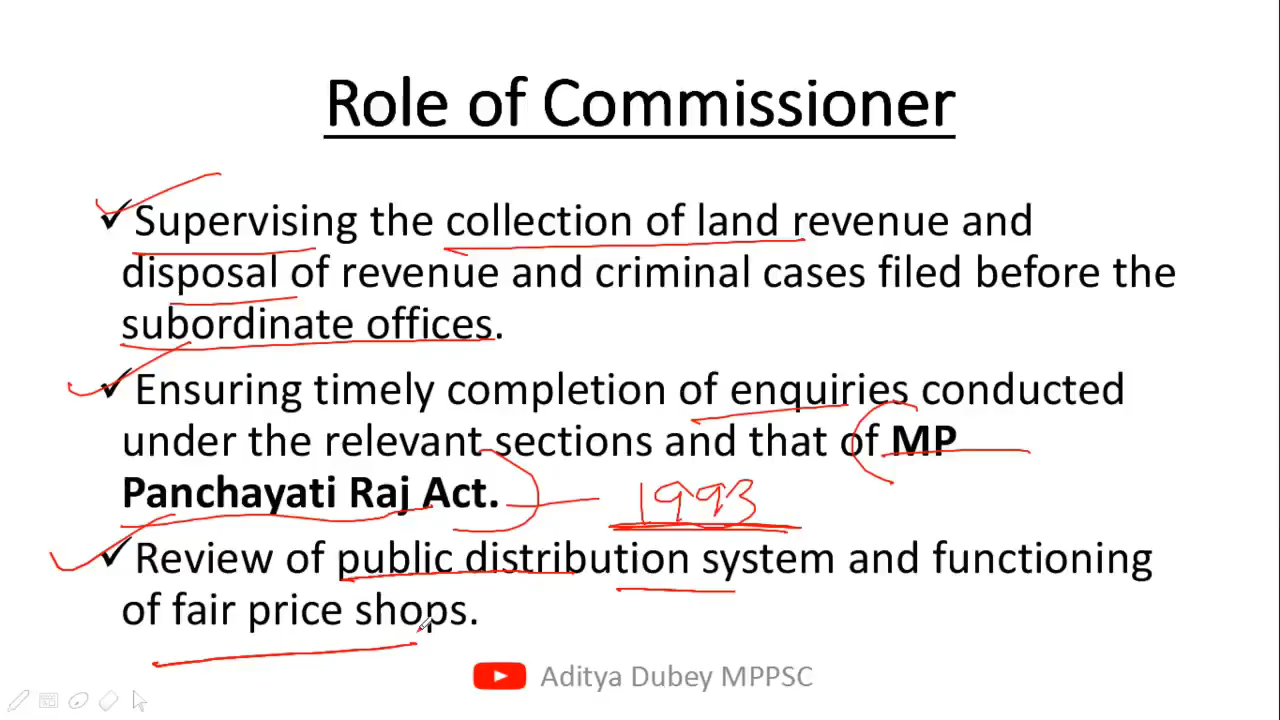 Role of Commissioner
✓Supervising the collection of land revenue and
disposal of revenue and criminal cases filed before the
subordinate offices.
✓Ensuring timely completion of enquiries conducted
under the relevant sections and that of MP
Panchayati Raj Act. 1993
✓Review of public distribution system and functioning
of fair price shops.
Aditya Dubey MPPSC